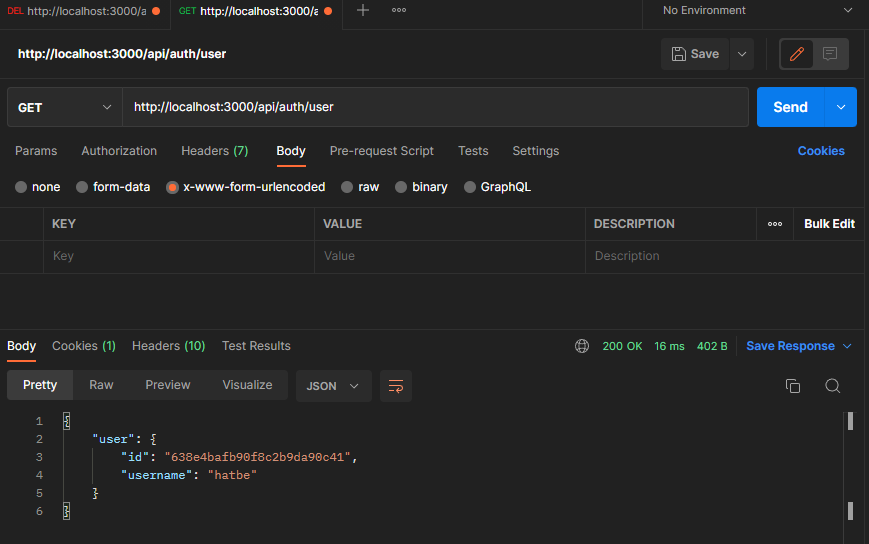 DEL http://localhost:3000/a GET http://localhost:3000/a No Environment
http://localhost:3000/api/auth/user Save
GET http://localhost:3000/api/auth/user Send
Params Authorization Headers (7) Body Pre-request Script Tests Settings Cookies
none form-data x-www-form-urlencoded raw binary GraphQL
KEY VALUE DESCRIPTION Bulk Edit
Key Value Description
Body Cookies (1) Headers (10) Test Results 200 OK 16 ms 402 B Save Response
Pretty Raw Preview Visualize JSON
1 {
2 "user": {
3 "id": "638e4bafb90f8c2b9da90c41",
4 "username": "hatbe"
5 }
6 }